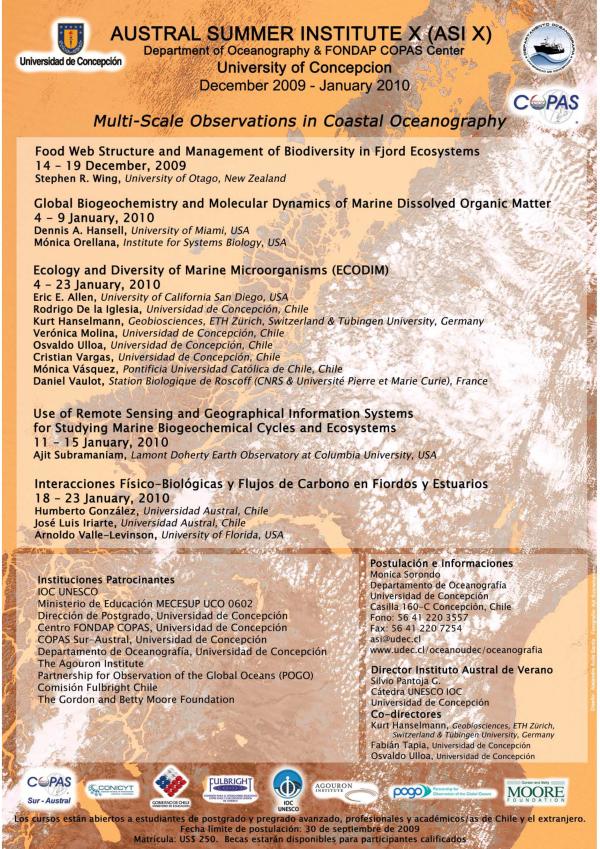 AUSTRAL SUMMER INSTITUTE X (ASI X)
Department of Oceanography & FONDAP COPAS Center
University of Concepcion
December 2009 - January 2010
Universidad de Concepción
COPAS
Multi-Scale Observations in Coastal Oceanography
Food Web Structure and Management of Biodiversity in Fjord Ecosystems
14 – 19 December, 2009
Stephen R. Wing, University of Otago, New Zealand
Global Biogeochemistry and Molecular Dynamics of Marine Dissolved Organic Matter
4 – 9 January, 2010
Dennis A. Hansell, University of Miami, USA
Mónica Orellana, Institute for Systems Biology, USA
Ecology and Diversity of Marine Microorganisms (ECODIM)
4 – 23 January, 2010
Eric E. Allen, University of California San Diego, USA
Rodrigo De la Iglesia, Universidad de Concepción, Chile
Kurt Hanselmann, Geobiosciences, ETH Zürich, Switzerland & Tübingen University, Germany
Verónica Molina, Universidad de Concepción, Chile
Osvaldo Ulloa, Universidad de Concepción, Chile
Cristian Vargas, Universidad de Concepción, Chile
Mónica Vásquez, Pontificia Universidad Católica de Chile, Chile
Daniel Vaulot, Station Biologique de Roscoff (CNRS & Université Pierre et Marie Curie), France
Use of Remote Sensing and Geographical Information Systems
for Studying Marine Biogeochemical Cycles and Ecosystems
11 – 15 January, 2010
Ajit Subramaniam, Lamont Doherty Earth Observatory at Columbia University, USA
Interacciones Físico-Biológicas y Flujos de Carbono en Fiordos y Estuarios
18 – 23 January, 2010
Humberto González, Universidad Austral, Chile
José Luis Iriarte, Universidad Austral, Chile
Arnoldo Valle-Levinson, University of Florida, USA
Instituciones Patrocinantes
IOC UNESCO
Ministerio de Educación MECESUP UCO 0602
Dirección de Postgrado, Universidad de Concepción
Centro FONDAP COPAS, Universidad de Concepción
COPAS Sur-Austral, Universidad de Concepción
Departamento de Oceanografía, Universidad de Concepción
The Agouron Institute
Partnership for Observation of the Global Oceans (POGO)
Comisión Fulbright Chile
The Gordon and Betty Moore Foundation
Postulación e Informaciones
Monica Sorondo
Departamento de Oceanografía
Universidad de Concepción
Casilla 160-C Concepción, Chile
Fono: 56 41 220 3557
Fax: 56 41 220 7254
asi@udec.cl
www.udec.cl/oceanoudec/oceanografia
Director Instituto Austral de Verano
Silvio Pantoja G.
Cátedra UNESCO IOC
Universidad de Concepción
Co-directores
Kurt Hanselmann, Geobiosciences, ETH Zürich,
Switzerland & Tübingen University, Germany
Fabián Tapia, Universidad de Concepción
Osvaldo Ulloa, Universidad de Concepción
COPAS
Sur - Austral
CONICYT
GOBIERNO DE CHILE
FULBRIGHT
IOC
UNESCO
AGOURON
INSTITUTE
pogo
Gordon and Betty
MOORE
FOUNDATION
Los cursos están abiertos a estudiantes de postgrado y pregrado avanzado, profesionales y académicos/as de Chile y el extranjero.
Fecha limite de postulación: 30 de septiembre de 2009
Matrícula: US$ 250. Becas estarán disponibles para participantes calificados